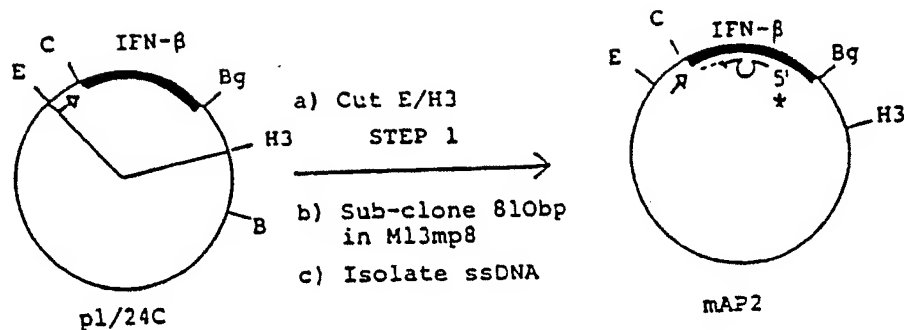 IFN-β
C
E
Bg
H3
B
p1/24C
a) Cut E/H3
STEP 1
b) Sub-clone 810bp
in M13mp8
c) Isolate ssDNA
IFN-β
C
E
Bg
5'
*
H3
mAP2